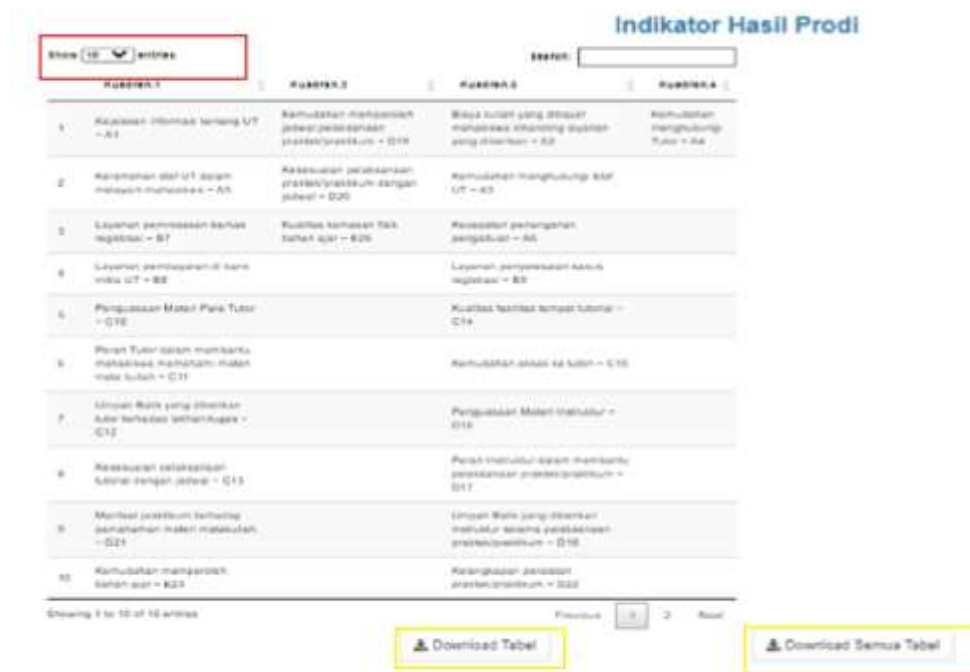 Indikator Hasil Prodi
Show 10 entries
Search:
Kuadran.1 Kuadran.2 Kuadran.3 Kuadran.4
1 Kejelasan informasi tentang UT – A1
Kemudahan memperoleh jadwal pelaksanaan praktek/praktikum – D19
Biaya kuliah yang dibayar mahasiswa dibanding layanan yang diberikan – A2
Kemudahan menghubungi Tutor – A4
2 Keramahan staf UT dalam melayani mahasiswa – A5
Kesesuaian pelaksanaan praktek/praktikum dengan jadwal – D20
Kemudahan menghubungi staf UT – A3
3 Layanan pemrosesan berkas registrasi – B7
Kualitas kemasan fisik bahan ajar –
Kecepatan penanganan pengaduan – A6
4 Layanan pembayaran di bank mitra UT – B8
Layanan penyelesaian kasus registrasi – B9
5 Penguasaan Materi Para Tutor – C10
Kualitas fasilitas tempat tutorial – C14
6 Peran Tutor dalam membantu mahasiswa memahami materi mata kuliah – C11
Kemudahan akses ke tuton – C15
7 Umpan Balik yang diberikan tutor terhadap latihan/tugas – C12
Penguasaan Materi Instruktur – D16
8 Kesesuaian pelaksanaan tutorial dengan jadwal – C13
Peran Instruktur dalam membantu pelaksanaan praktek/praktikum – D17
9 Manfaat praktikum terhadap pemahaman materi matakuliah – D21
Umpan Balik yang diberikan instruktur selama pelaksanaan praktek/praktikum – D18
10 Kemudahan memperoleh bahan ajar –
Kelengkapan peralatan praktek/praktikum – D22
Showing 1 to 10 of entries
Previous 1 2 Next
Download Tabel
Download Semua Tabel